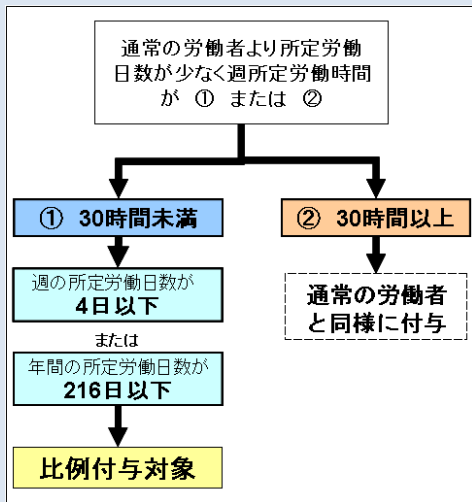 通常の労働者より所定労働
日数が少なく週所定労働時間
が ① または ②
① 30時間未満
② 30時間以上
週の所定労働日数が
4日以下
または
年間の所定労働日数が
216日以下
比例付与対象
通常の労働者
と同様に付与